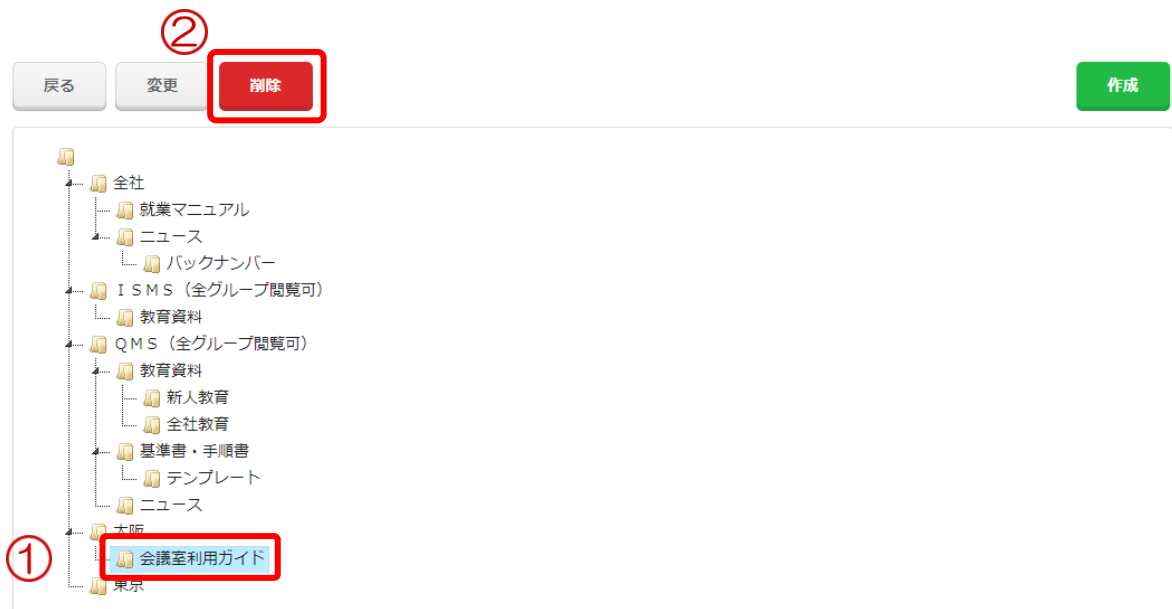 ②
戻る 変更 削除 作成
全社
就業マニュアル
ニュース
バックナンバー
ＩＳＭＳ（全グループ閲覧可）
教育資料
ＱＭＳ（全グループ閲覧可）
教育資料
新人教育
全社教育
基準書・手順書
テンプレート
ニュース
大阪
① 会議室利用ガイド
東京